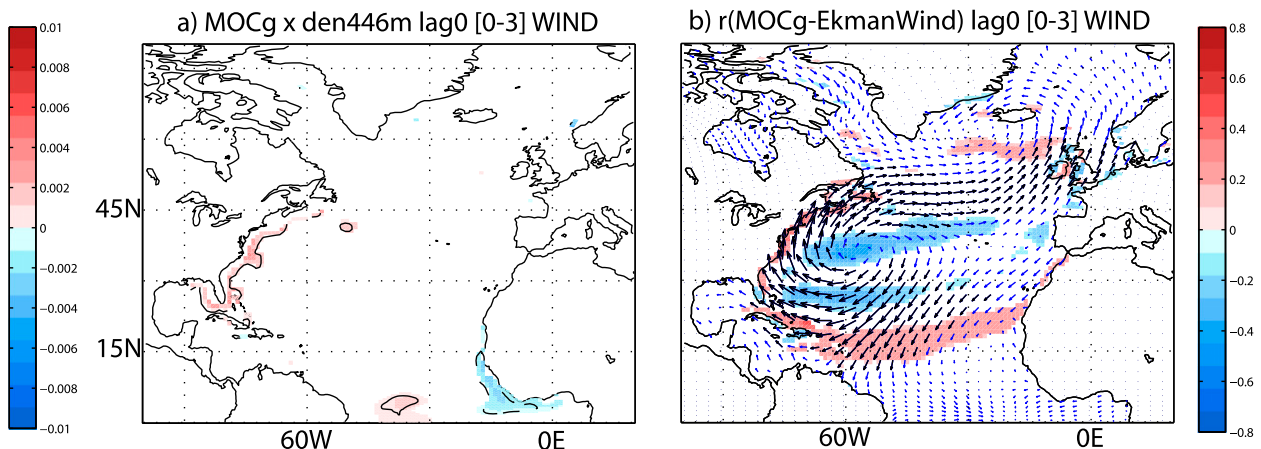 a) MOCg x den446m lag0 [0-3] WIND
b) r(MOCg-EkmanWind) lag0 [0-3] WIND
0.01
0.008
0.006
0.004
0.002
0
−0.002
−0.004
−0.006
−0.008
−0.01
45N
15N
60W
0E
60W
0E
0.8
0.6
0.4
0.2
0
−0.2
−0.4
−0.6
−0.8